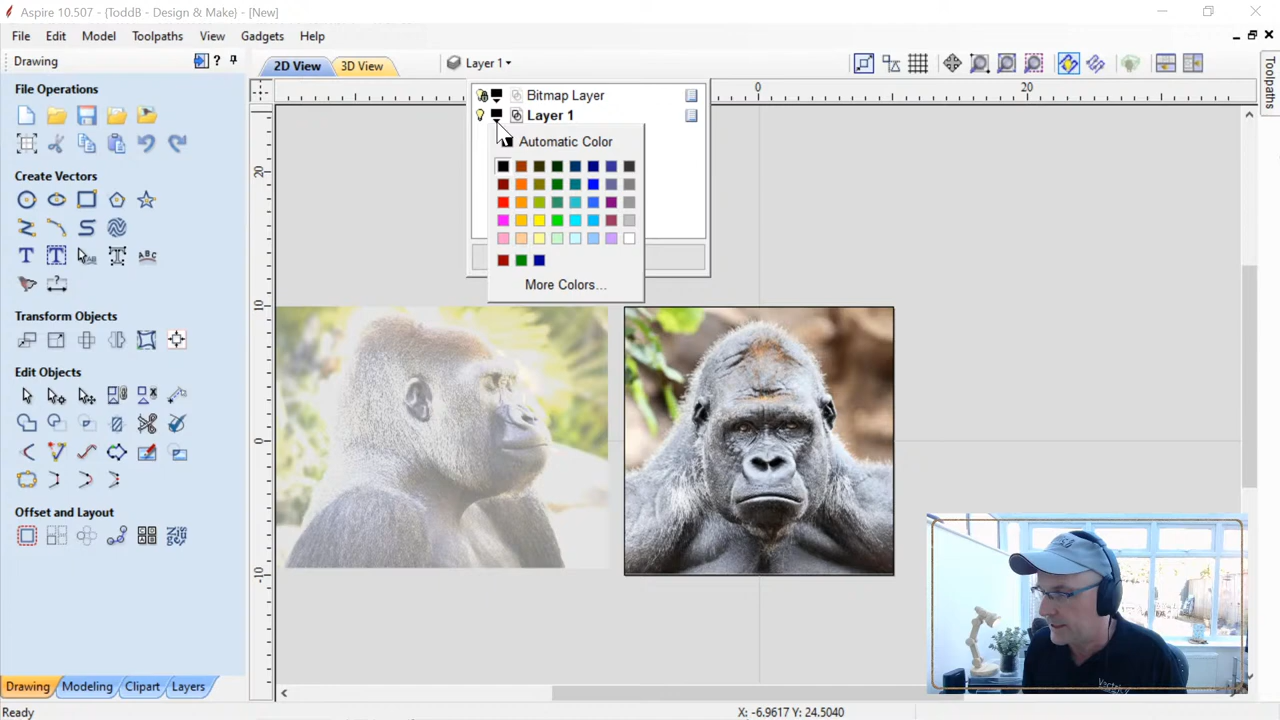 Aspire 10.507 - {ToddB - Design & Make} - [New]
File Edit Model Toolpaths View Gadgets Help
Drawing
2D View 3D View Layer 1
File Operations
Create Vectors
Transform Objects
Edit Objects
Offset and Layout
Bitmap Layer
Layer 1
Automatic Color
More Colors...
0 20
20
10
0
-10
Toolpaths
Drawing Modeling Clipart Layers
Ready X: -6.9617 Y: 24.5040